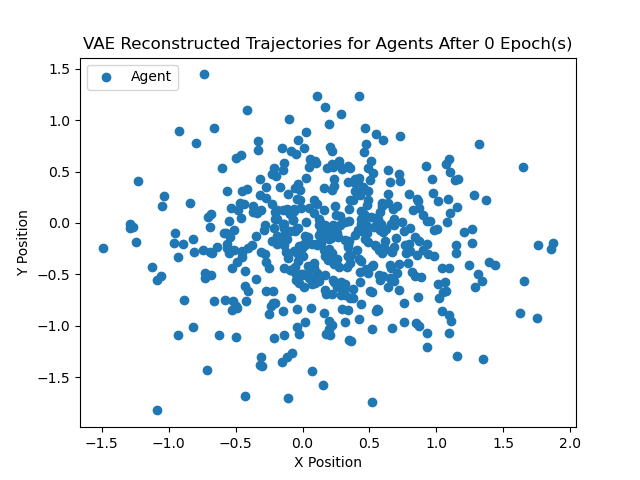 VAE Reconstructed Trajectories for Agents After 0 Epoch(s)
Agent
1.5
1.0
0.5
0.0
−0.5
−1.0
−1.5
Y Position
−1.5 −1.0 −0.5 0.0 0.5 1.0 1.5 2.0
X Position